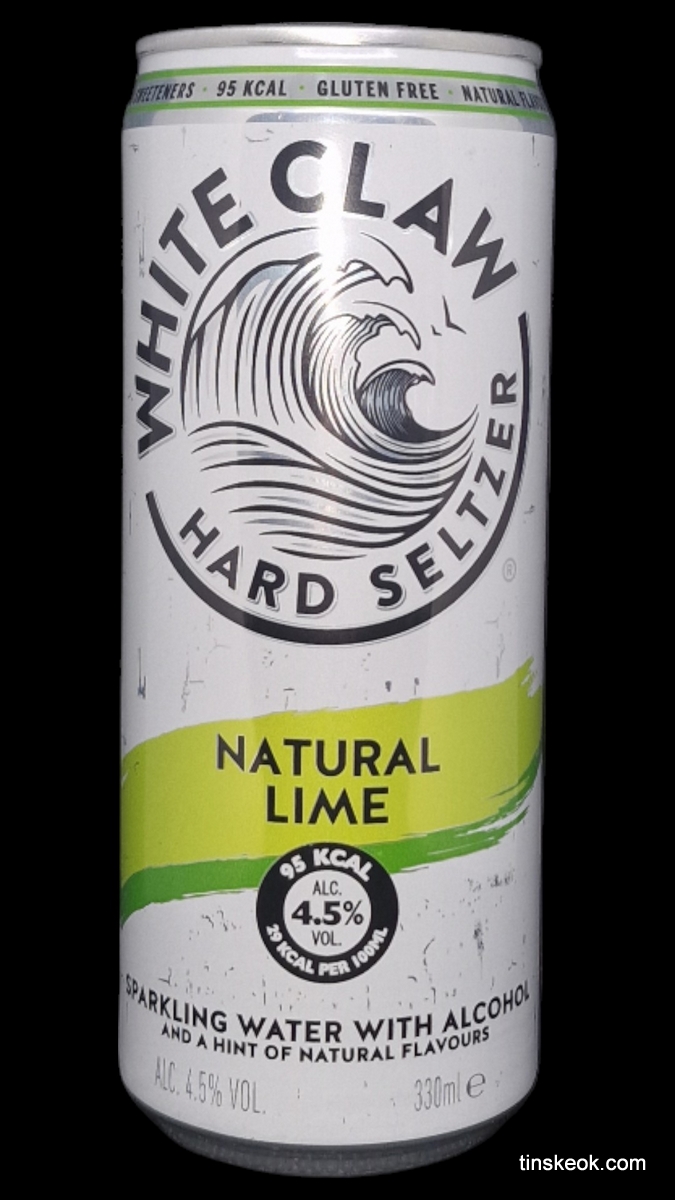 SWEETENERS · 95 KCAL · GLUTEN FREE · NATURAL
WHITE CLAW
HARD SELTZER
®
NATURAL
LIME
95 KCAL
ALC.
4.5%
VOL.
29 KCAL PER 100ML
SPARKLING WATER WITH ALCOHOL
AND A HINT OF NATURAL FLAVOURS
ALC. 4.5% VOL.
330ml ℮
tinskeok.com